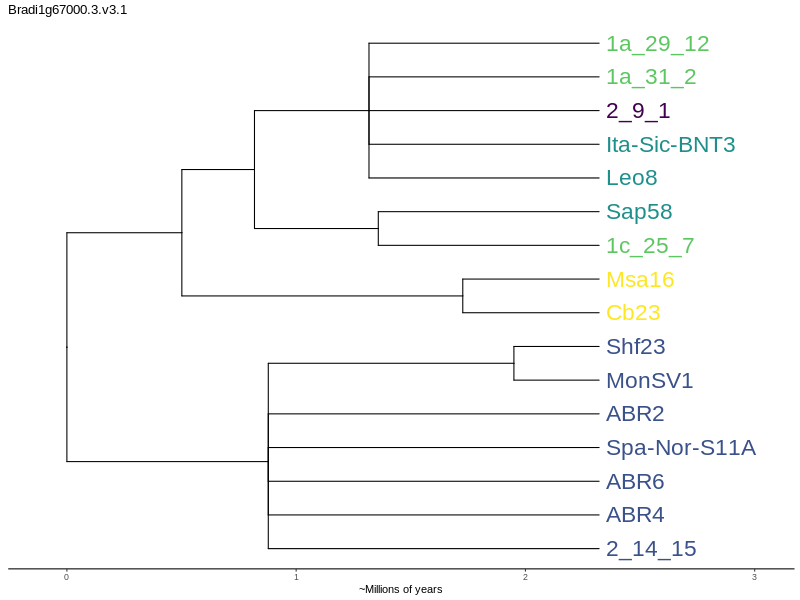 Bradi1g67000.3.v3.1
1a_29_12
1a_31_2
2_9_1
Ita-Sic-BNT3
Leo8
Sap58
1c_25_7
Msa16
Cb23
Shf23
MonSV1
ABR2
Spa-Nor-S11A
ABR6
ABR4
2_14_15
0 1 2 3
~Millions of years